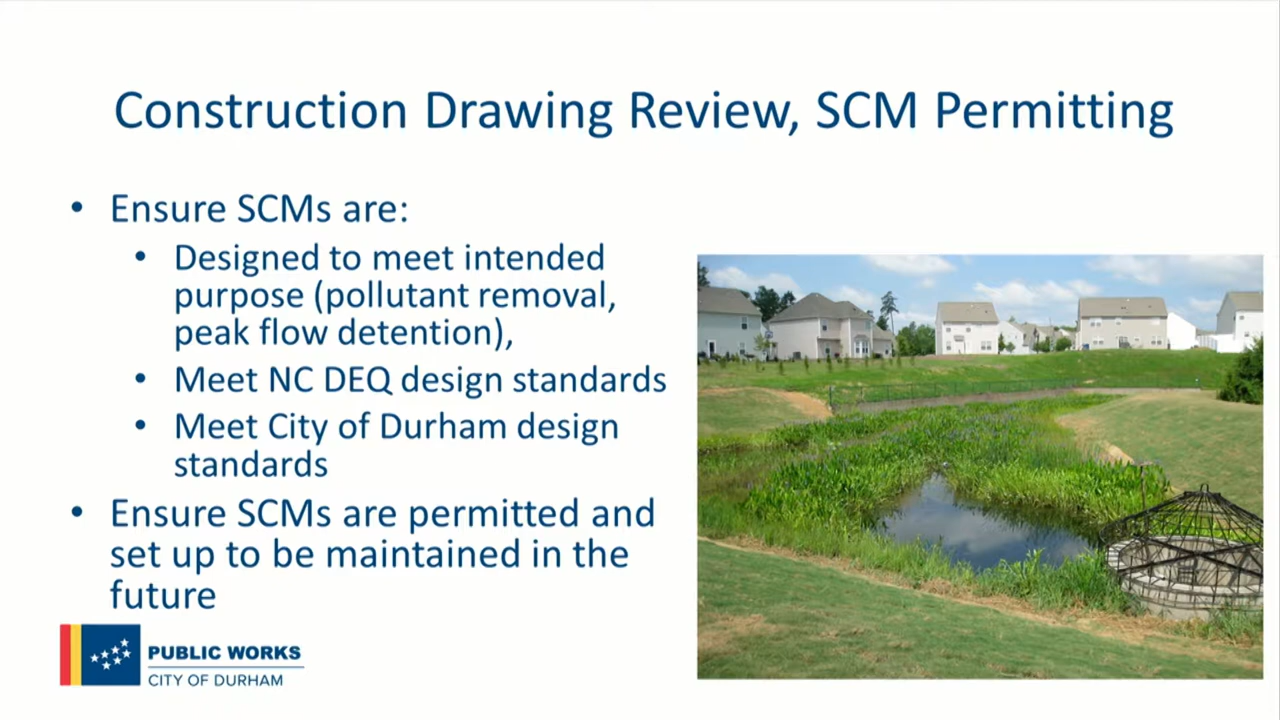 Construction Drawing Review, SCM Permitting
• Ensure SCMs are:
• Designed to meet intended
purpose (pollutant removal,
peak flow detention),
• Meet NC DEQ design standards
• Meet City of Durham design
standards
• Ensure SCMs are permitted and
set up to be maintained in the
future
PUBLIC WORKS
CITY OF DURHAM